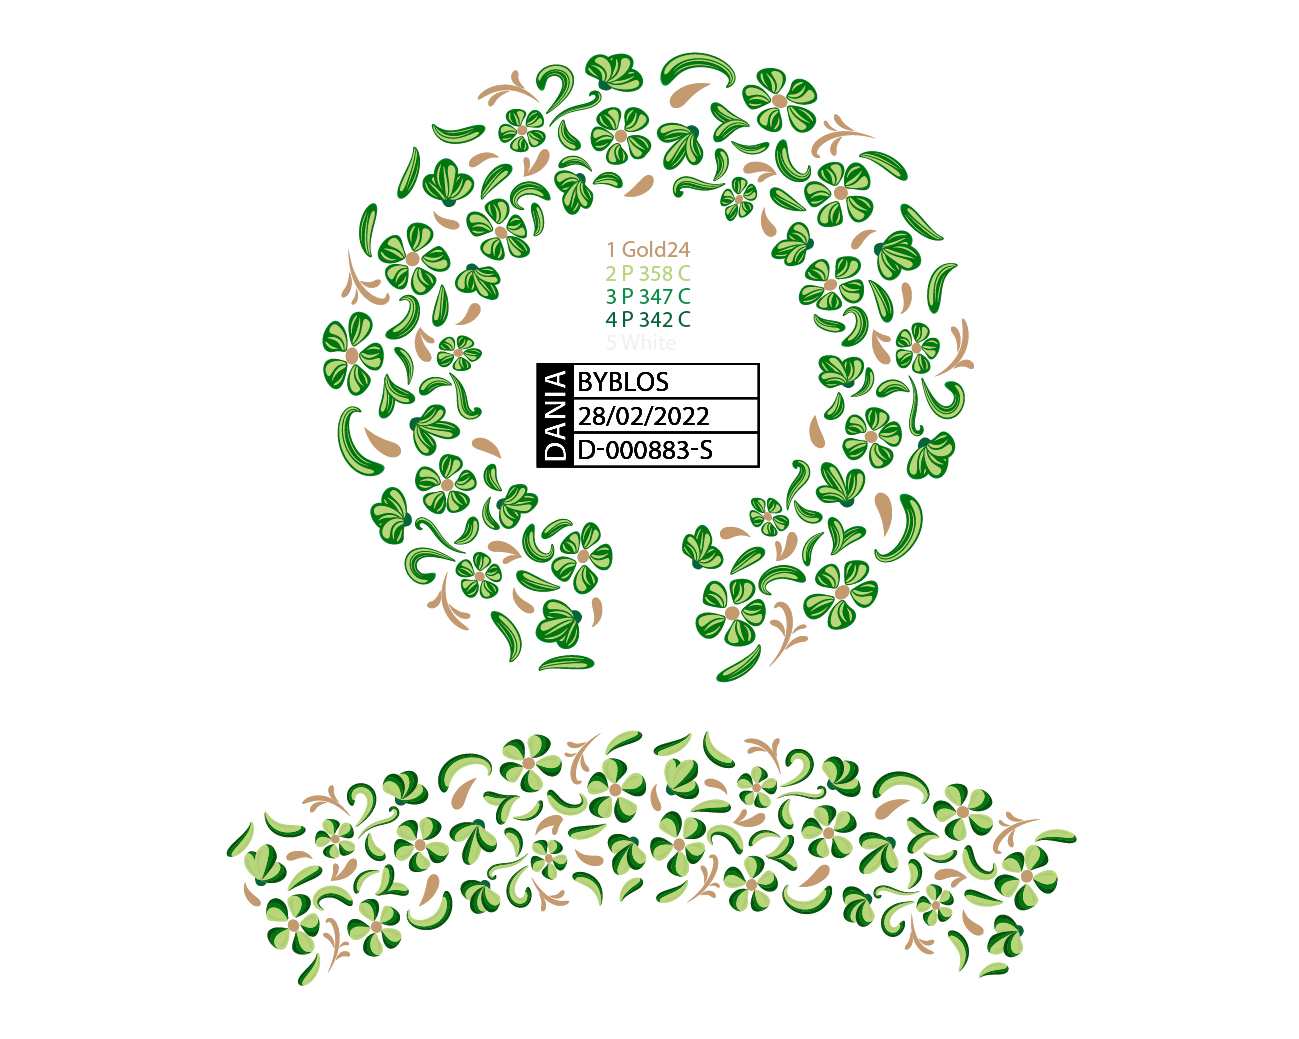 1 Gold24
2 P 358 C
3 P 347 C
4 P 342 C
5 White
DANIA
BYBLOS
28/02/2022
D-000883-S